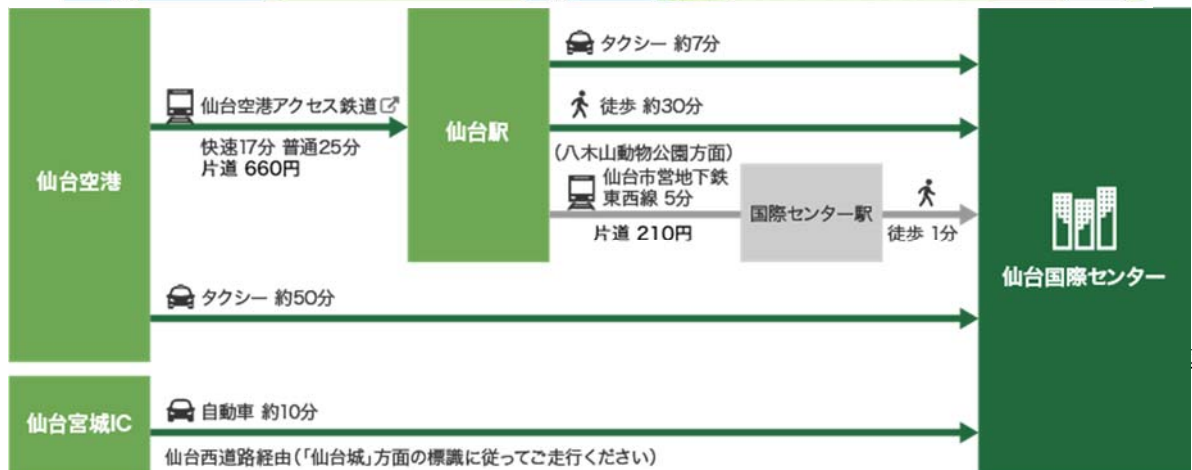 タクシー 約7分
仙台空港アクセス鉄道
徒歩 約30分
仙台駅
快速17分 普通25分
片道 660円
(八木山動物公園方面)
仙台空港
仙台市営地下鉄
東西線 5分
国際センター駅
片道 210円
徒歩 1分
仙台国際センター
タクシー 約50分
自動車 約10分
仙台宮城IC
仙台西道路経由(「仙台城」方面の標識に従ってご走行ください)